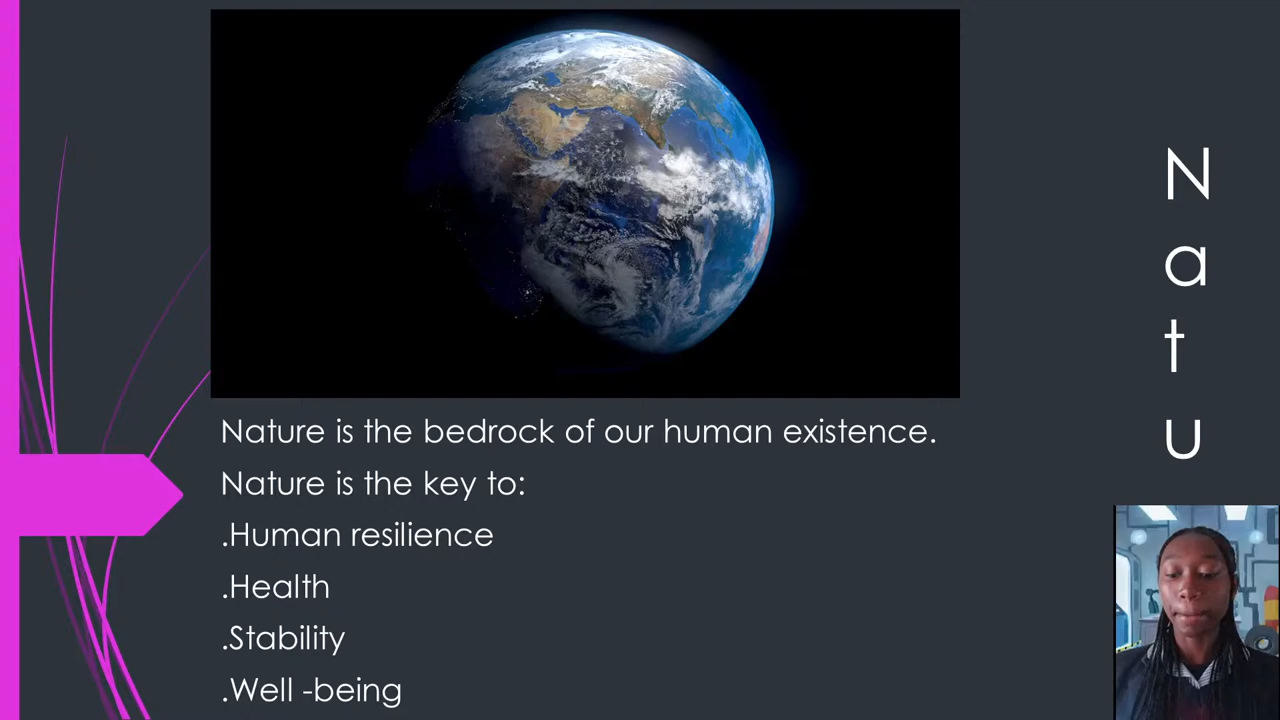 Natu
Nature is the bedrock of our human existence.
Nature is the key to:
.Human resilience
.Health
.Stability
.Well -being